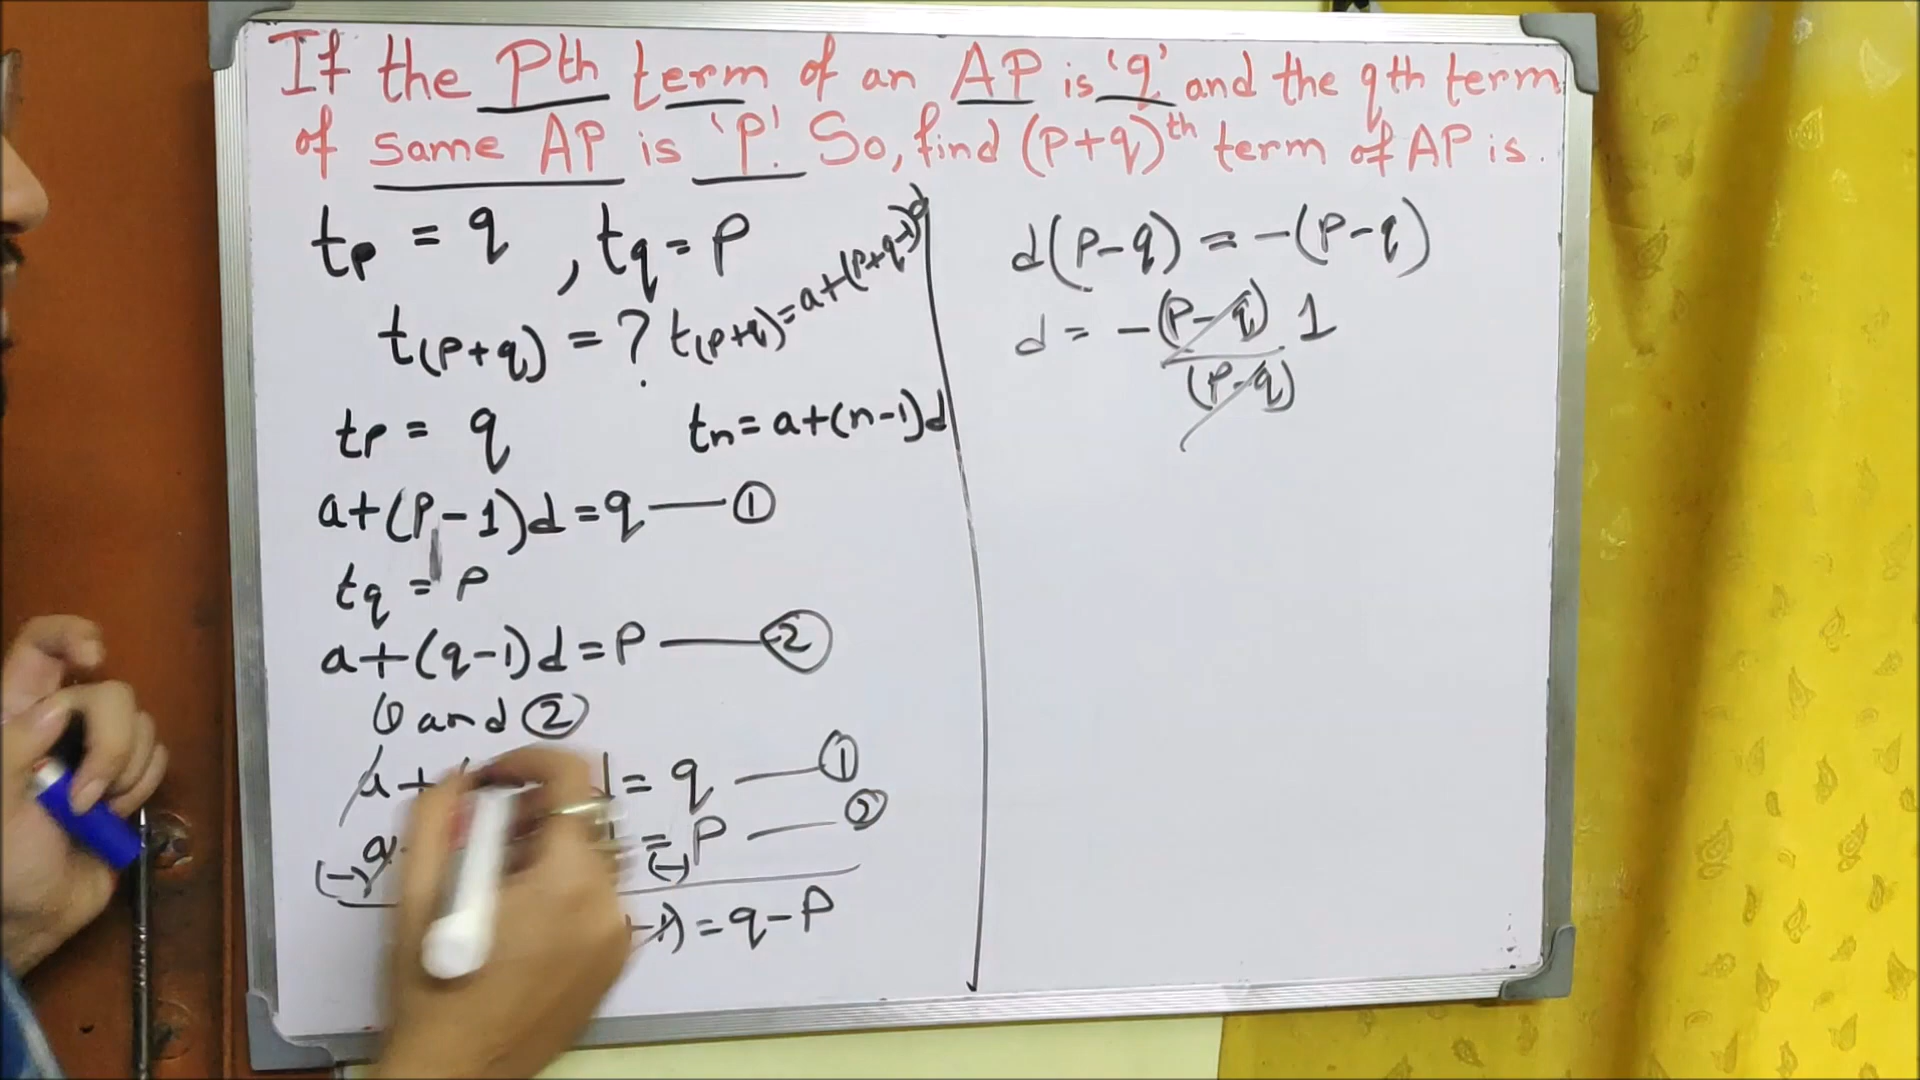 If the Pth term of an AP is 'q' and the qth term
of same AP is 'P'. So, find (P+q)th term of AP is.
tP = q , tq = P
t(P+q) = ? t(P+q) = a+(P+q-1)d
tP = q tn = a+(n-1)d
a+(P-1)d = q — ①
tq = P
a+(q-1)d = P — ②
① and ②
a+ d = q — ①
a = P — ②
(-) (-)
-1) = q-P
d(P-q) = -(P-q)
d = -(P-q) 1
(P-q)